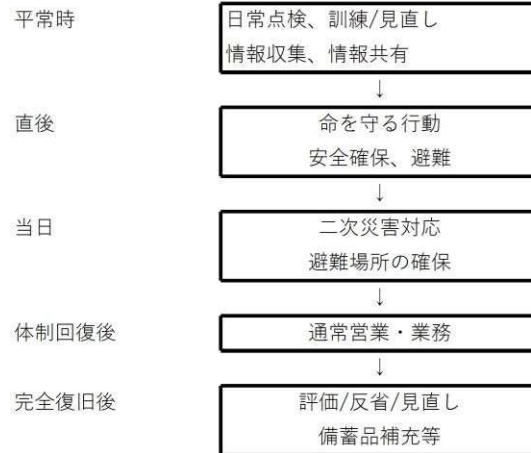 平常時
日常点検、訓練/見直し
情報収集、情報共有
↓
直後
命を守る行動
安全確保、避難
↓
当日
二次災害対応
避難場所の確保
↓
体制回復後
通常営業・業務
↓
完全復旧後
評価/反省/見直し
備蓄品補充等